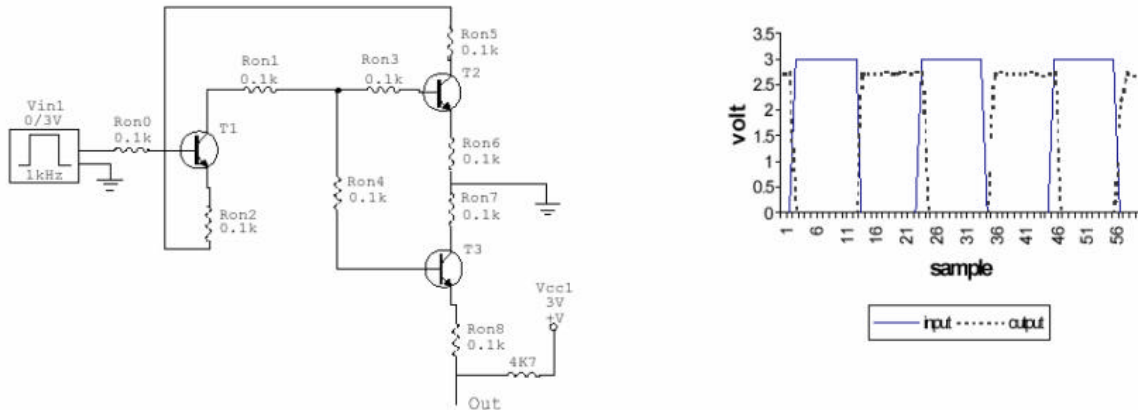 Vin1
0/3V
1kHz
Ron0
0.1k
T1
Ron1
0.1k
Ron2
0.1k
Ron3
0.1k
Ron4
0.1k
Ron5
0.1k
T2
Ron6
0.1k
Ron7
0.1k
T3
Ron8
0.1k
Vcc1
3V
+V
4K7
Out
volt
3.5
3
2.5
2
1.5
1
0.5
0
1 6 11 16 21 26 31 36 41 46 51 56
sample
input output